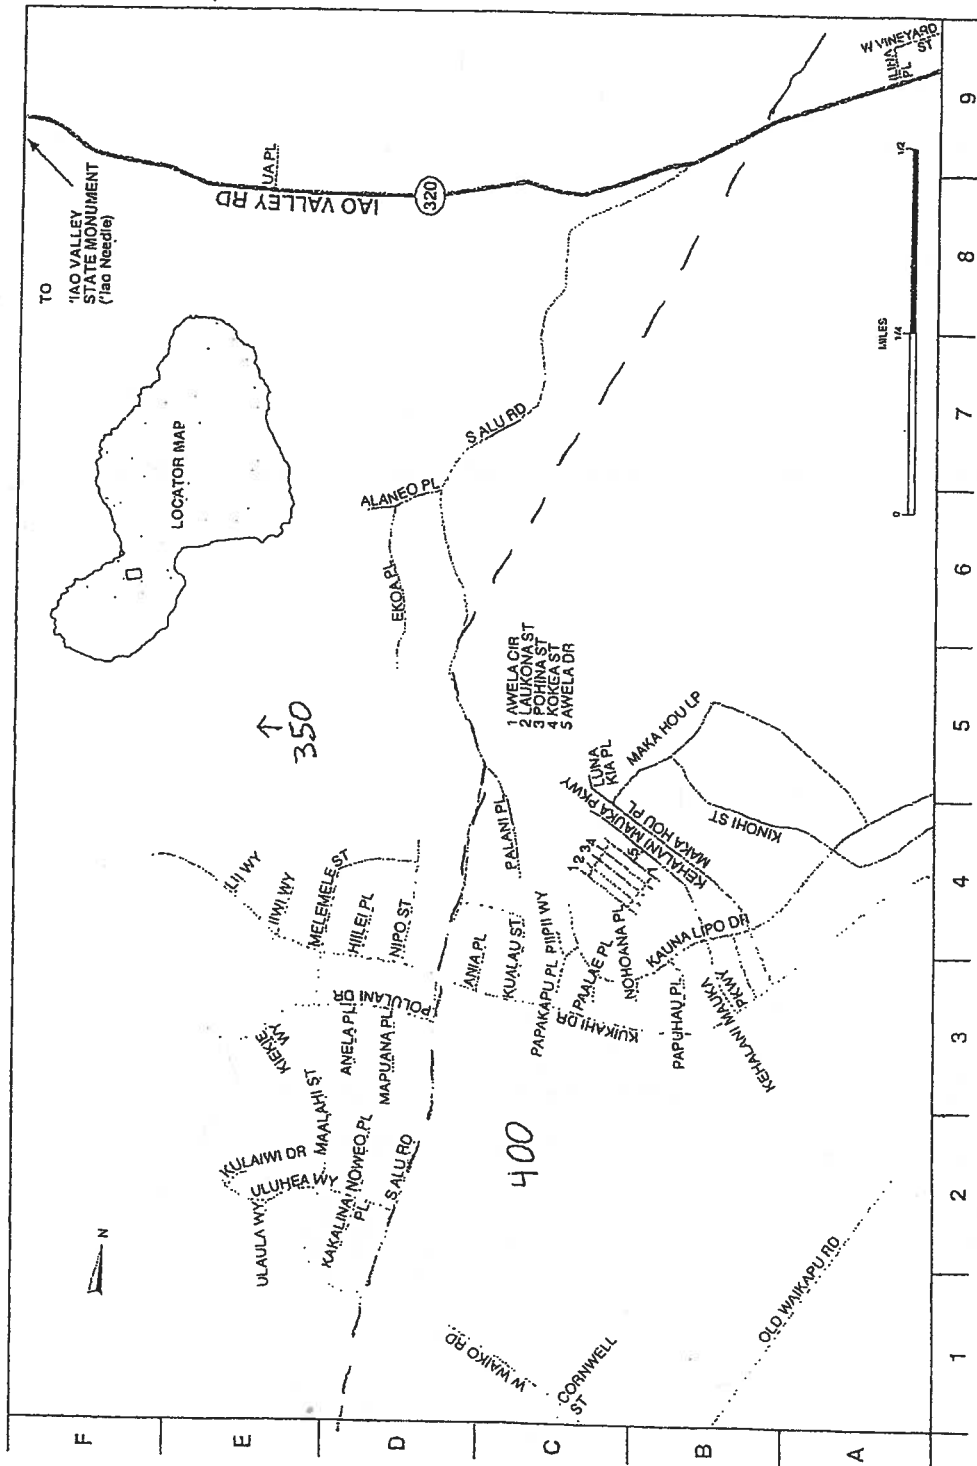 TO
'IAO VALLEY
STATE MONUMENT
('Iao Needle)
W VINEYARD
ST
ILIHA
PL
UA PL
IAO VALLEY RD
320
LOCATOR MAP
MILES
0
1/4
1/2
S ALU RD
ALANEO PL
EKOA PL
1 AWELA CIR
2 LAUKONA ST
3 POHINA ST
4 KOKEA ST
5 AWELA DR
350
LUNA
KIA PL
MAKA HOU LP
KINOHI ST
MAKA HOU PL
KEHALANI MAUKA PKWY
1 2 3 4
5
1
PALANI PL
LII WY
IIWI WY
MELEMELE ST
HIILEI PL
NIPO ST
ANIA PL
KUALAU ST
PIIPII WY
PAPAKAPU PL
PAALAE PL
NOHOANA PL
KAUNA LIPO DR
KUIKAHI DR
PAPUHAU PL
KEHALANI MAUKA
PKWY
POLULANI DR
KIEKIE
WY
ANELA PL
MAPUANA PL
MAALAHI ST
NOWEO PL
KULAIWI DR
ULUHEA WY
ULAULA WY
KAKALINA
PL
S ALU RD
400
N
W WAIKO RD
CORNWELL
ST
OLD WAIKAPU RD
F
E
D
C
B
A
1
2
3
4
5
6
7
8
9